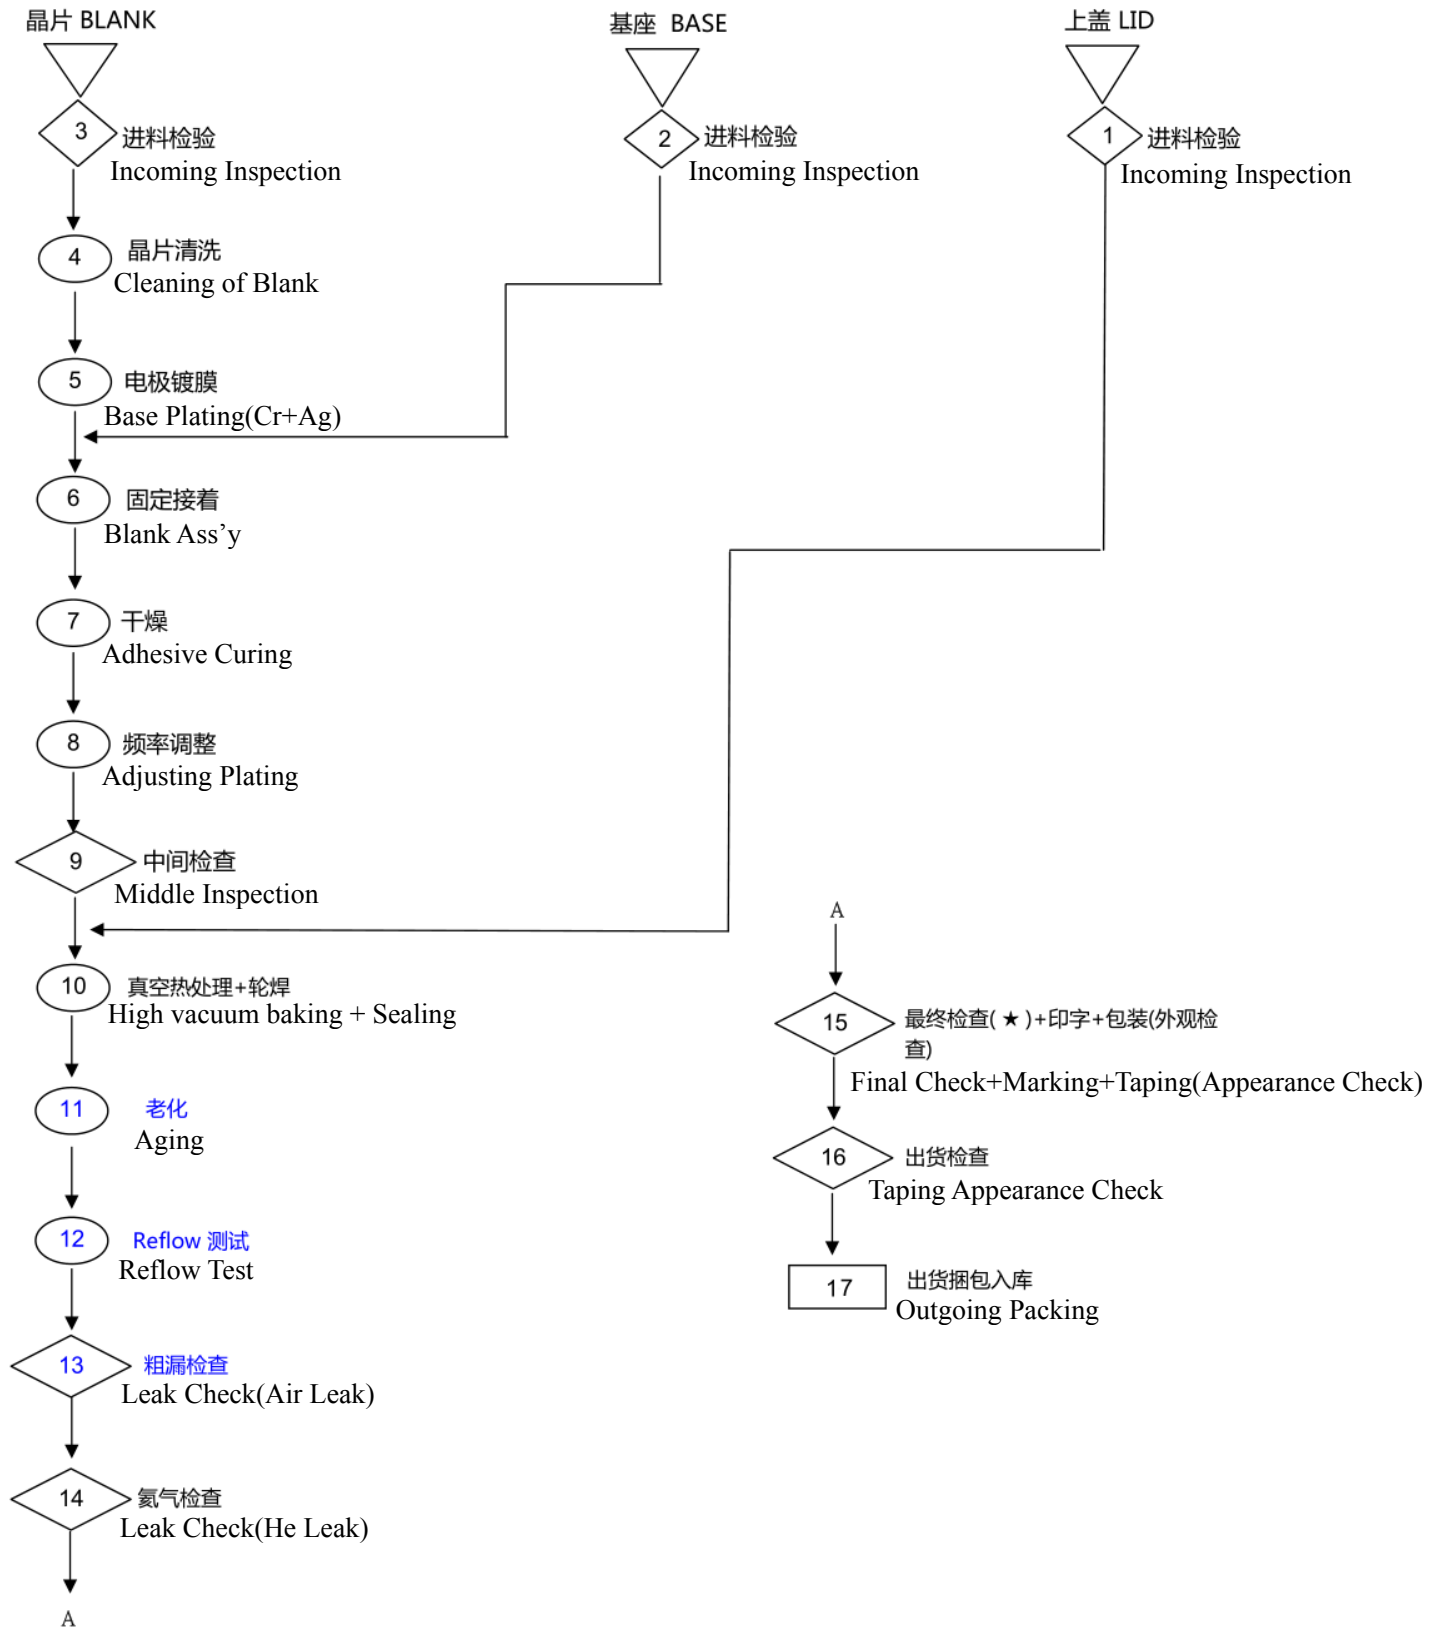 晶片 BLANK
基座 BASE
上盖 LID
3
进料检验
Incoming Inspection
2
进料检验
Incoming Inspection
1
进料检验
Incoming Inspection
4
晶片清洗
Cleaning of Blank
5
电极镀膜
Base Plating(Cr+Ag)
6
固定接着
Blank Ass’y
7
干燥
Adhesive Curing
8
频率调整
Adjusting Plating
9
中间检查
Middle Inspection
10
真空热处理+轮焊
High vacuum baking + Sealing
11
老化
Aging
12
Reflow 测试
Reflow Test
13
粗漏检查
Leak Check(Air Leak)
14
氦气检查
Leak Check(He Leak)
A
A
15
最终检查(★)+印字+包装(外观检
查)
Final Check+Marking+Taping(Appearance Check)
16
出货检查
Taping Appearance Check
17
出货捆包入库
Outgoing Packing